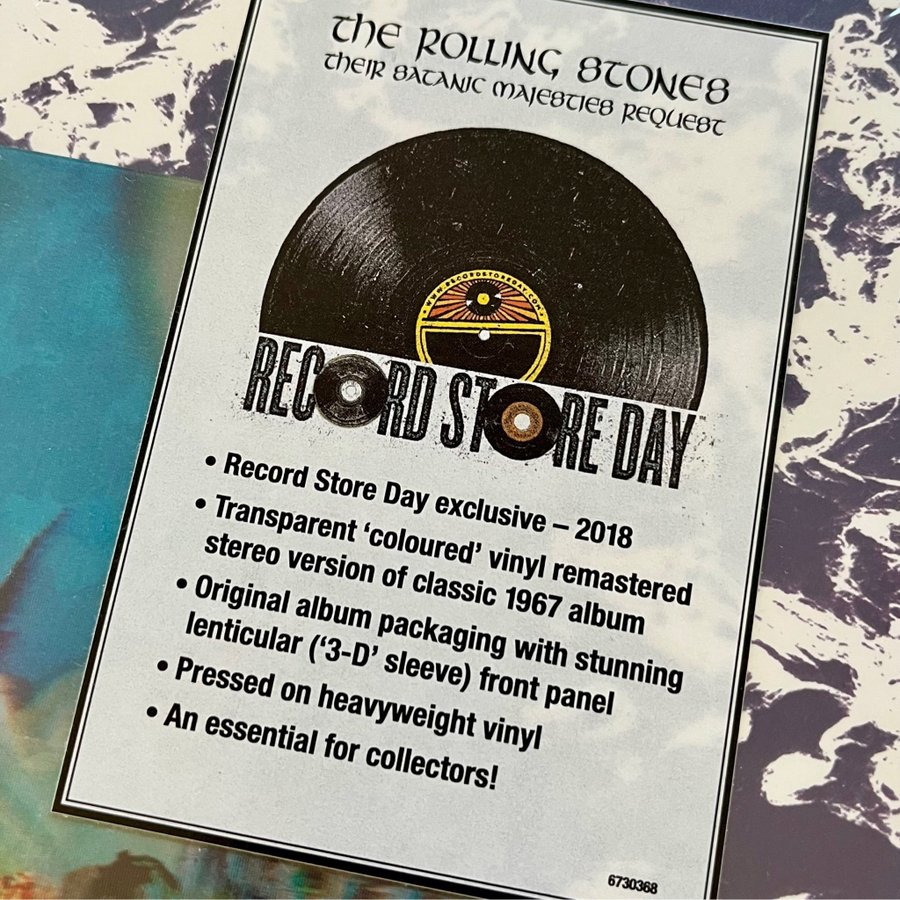 THE ROLLING STONES
THEIR SATANIC MAJESTIES REQUEST
WWW.RECORDSTOREDAY.COM
RECORD STORE DAY
• Record Store Day exclusive – 2018
• Transparent ‘coloured’ vinyl remastered
stereo version of classic 1967 album
• Original album packaging with stunning
lenticular (‘3-D’ sleeve) front panel
• Pressed on heavyweight vinyl
• An essential for collectors!
6730368